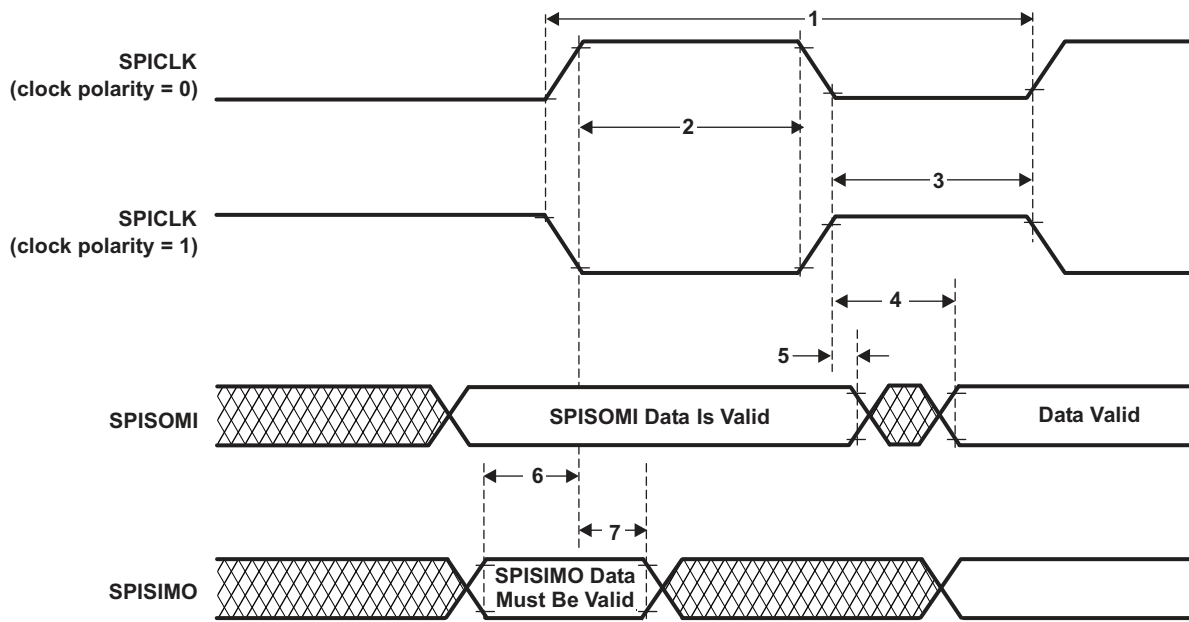 1
SPICLK
(clock polarity = 0)
2
3
SPICLK
(clock polarity = 1)
4
5
SPISOMI
SPISOMI Data Is Valid
Data Valid
6
7
SPISIMO
SPISIMO Data
Must Be Valid